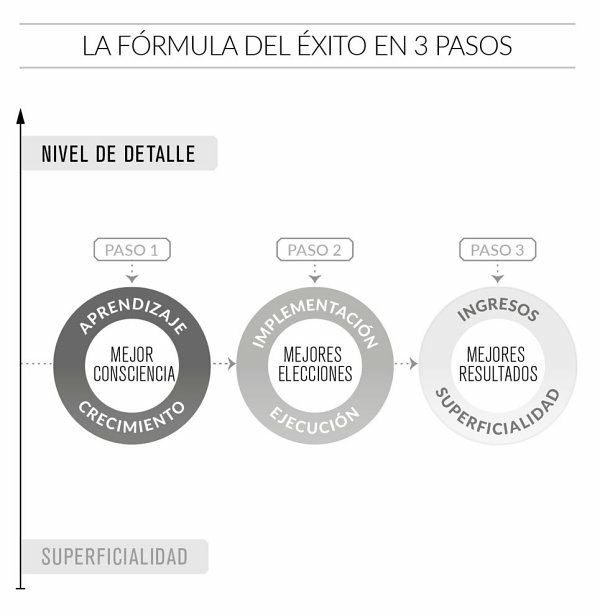 LA FÓRMULA DEL ÉXITO EN 3 PASOS
NIVEL DE DETALLE
PASO 1
PASO 2
PASO 3
APRENDIZAJE
MEJOR
CONSCIENCIA
CRECIMIENTO
IMPLEMENTACIÓN
MEJORES
ELECCIONES
EJECUCIÓN
INGRESOS
MEJORES
RESULTADOS
SUPERFICIALIDAD
SUPERFICIALIDAD